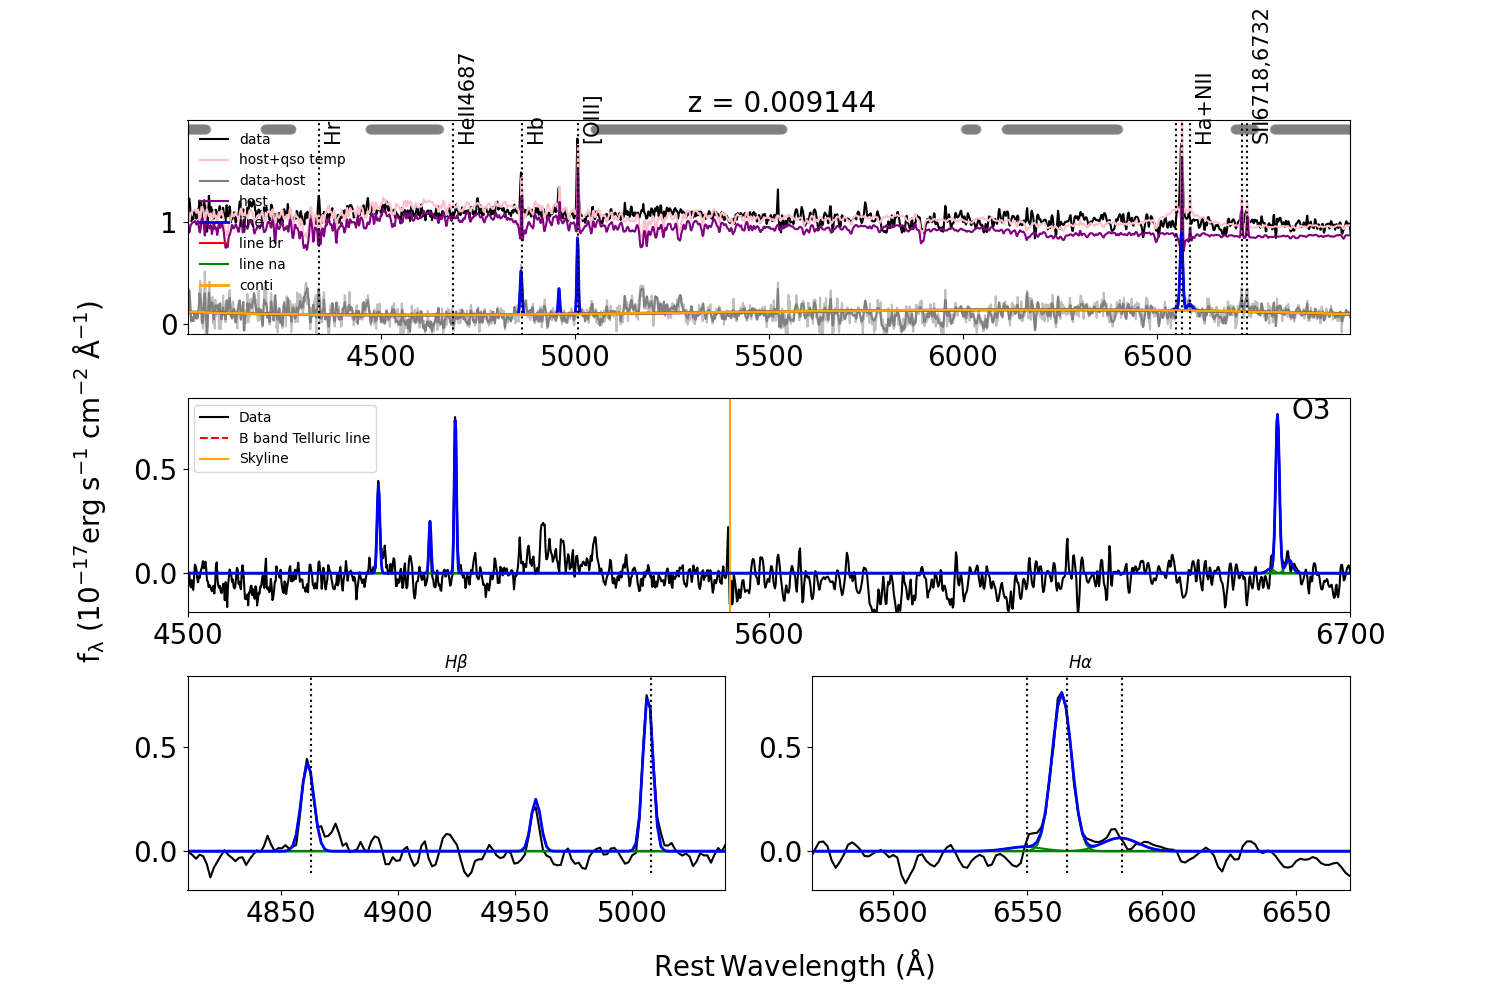 z = 0.009144
Hr
HeII4687
Hb
[OIII]
Ha+NII
SII6718,6732
data
host+qso temp
data-host
host
line br
line na
conti
1
0
4500 5000 5500 6000 6500
fλ (10⁻¹⁷erg s⁻¹ cm⁻² Å⁻¹)
Data
B band Telluric line
Skyline
O3
0.5
0.0
4500 5600 6700
Hβ
0.5
0.0
4850 4900 4950 5000
Hα
0.5
0.0
6500 6550 6600 6650
Rest Wavelength (Å)